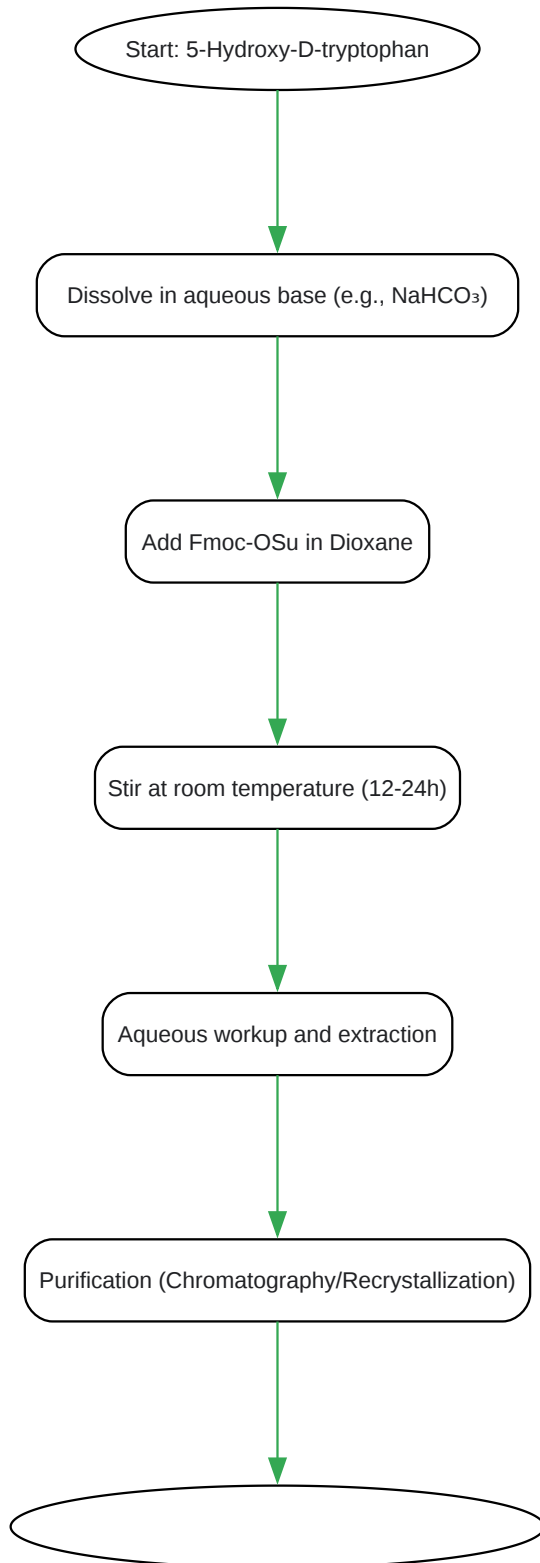 Start: 5-Hydroxy-D-tryptophan
Dissolve in aqueous base (e.g., NaHCO₃)
Add Fmoc-OSu in Dioxane
Stir at room temperature (12-24h)
Aqueous workup and extraction
Purification (Chromatography/Recrystallization)